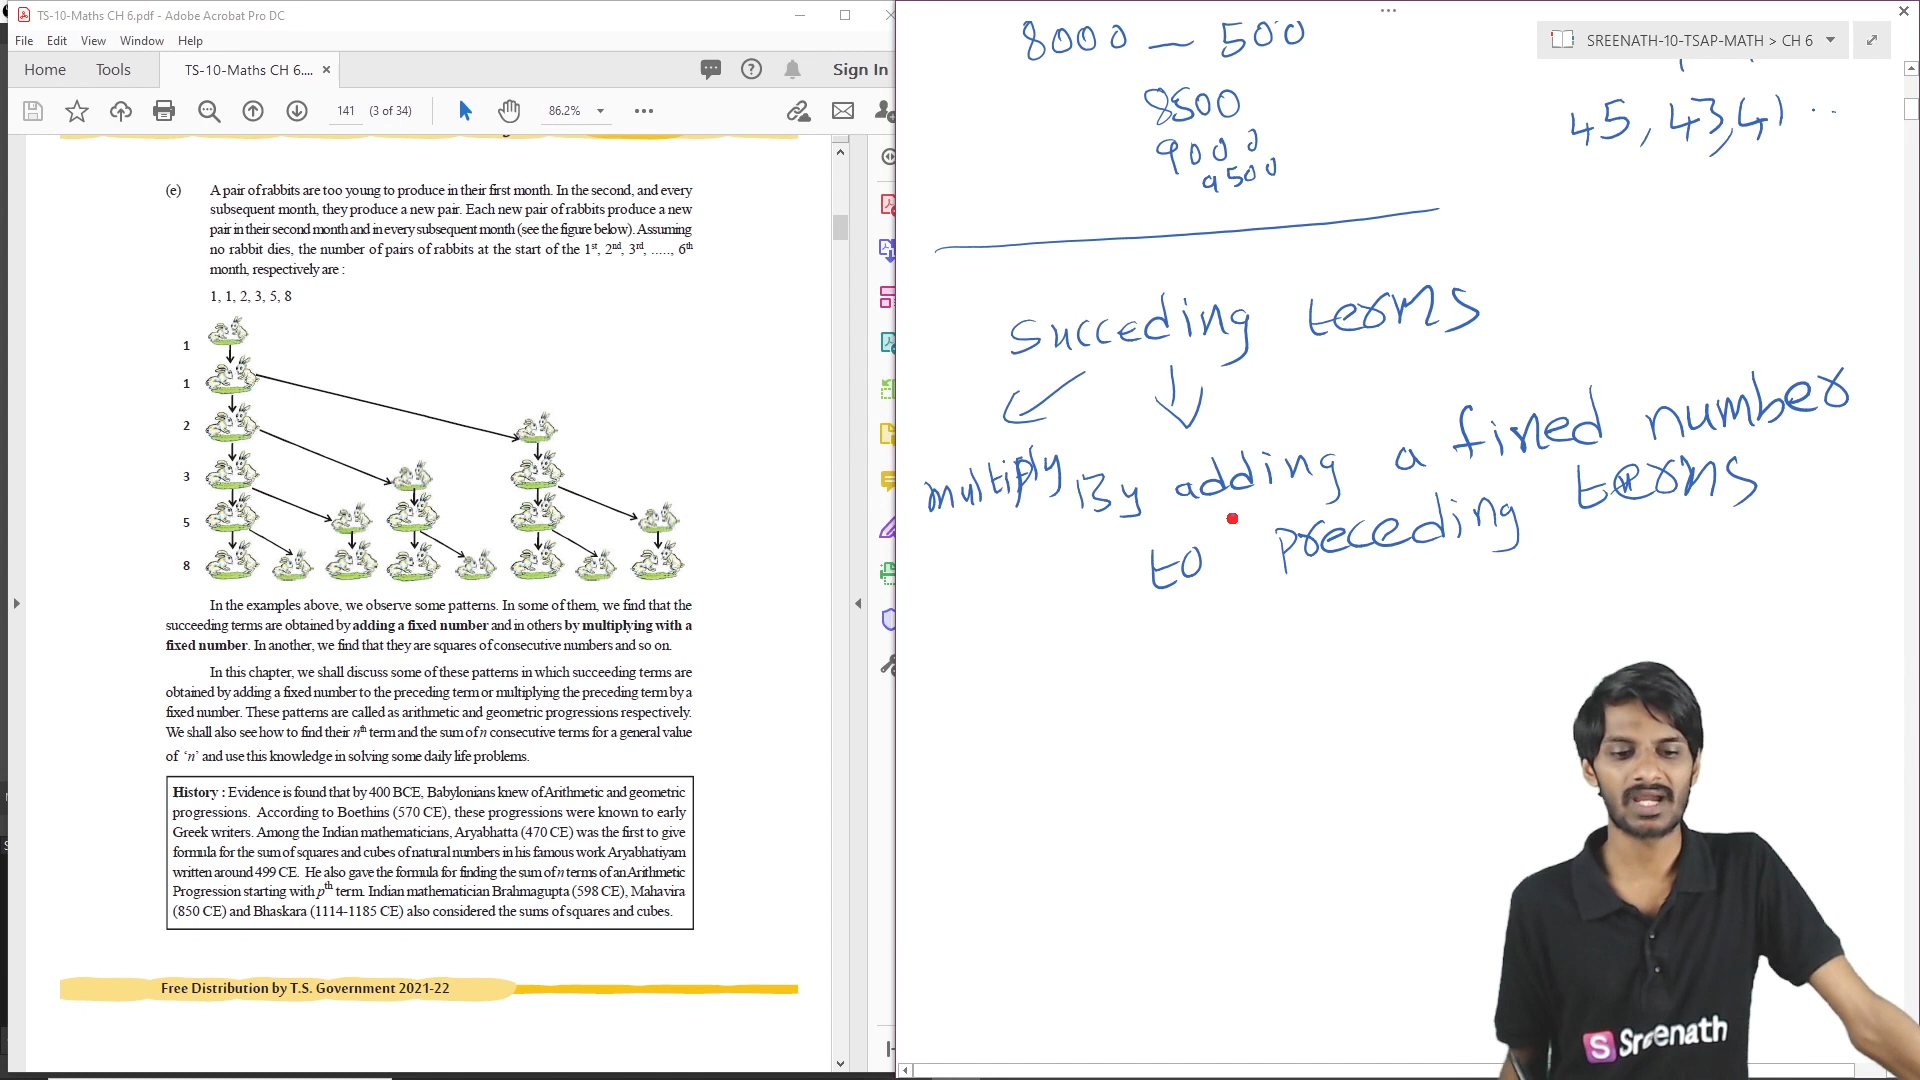 TS-10-Maths CH 6.pdf - Adobe Acrobat Pro DC
File Edit View Window Help
Home Tools TS-10-Maths CH 6.... × Sign In
141 (3 of 34) 86.2%
(e) A pair of rabbits are too young to produce in their first month. In the second, and every
subsequent month, they produce a new pair. Each new pair of rabbits produce a new
pair in their second month and in every subsequent month (see the figure below). Assuming
no rabbit dies, the number of pairs of rabbits at the start of the 1st, 2nd, 3rd, ....., 6th
month, respectively are :
1, 1, 2, 3, 5, 8
1
1
2
3
5
8
In the examples above, we observe some patterns. In some of them, we find that the
succeeding terms are obtained by adding a fixed number and in others by multiplying with a
fixed number. In another, we find that they are squares of consecutive numbers and so on.
In this chapter, we shall discuss some of these patterns in which succeeding terms are
obtained by adding a fixed number to the preceding term or multiplying the preceding term by a
fixed number. These patterns are called as arithmetic and geometric progressions respectively.
We shall also see how to find their nth term and the sum of n consecutive terms for a general value
of ‘n’ and use this knowledge in solving some daily life problems.
History : Evidence is found that by 400 BCE, Babylonians knew of Arithmetic and geometric
progressions. According to Boethins (570 CE), these progressions were known to early
Greek writers. Among the Indian mathematicians, Aryabhatta (470 CE) was the first to give
formula for the sum of squares and cubes of natural numbers in his famous work Aryabhatiyam
written around 499 CE. He also gave the formula for finding the sum of n terms of an Arithmetic
Progression starting with pth term. Indian mathematician Brahmagupta (598 CE), Mahavira
(850 CE) and Bhaskara (1114-1185 CE) also considered the sums of squares and cubes.
Free Distribution by T.S. Government 2021-22
SREENATH-10-TSAP-MATH > CH 6
8000 — 500
8500
9000
9500
45, 43, 41 ..
Succeding terms
multiply By adding a fixed number
to preceding terms
Sreenath